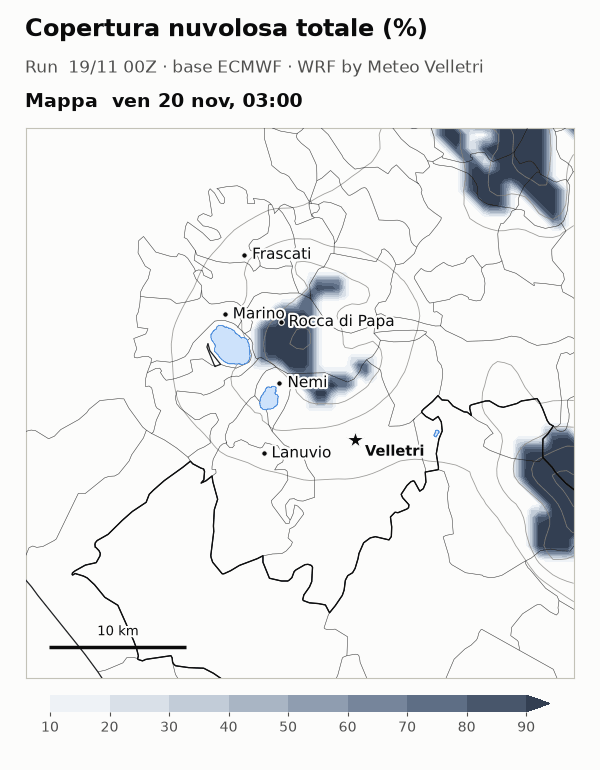 Copertura nuvolosa totale (%)
Run  19/11 00Z · base ECMWF · WRF by Meteo Velletri
Mappa  ven 20 nov, 03:00
Frascati
Marino
Rocca di Papa
Nemi
Velletri
Lanuvio
10 km
10 20 30 40 50 60 70 80 90